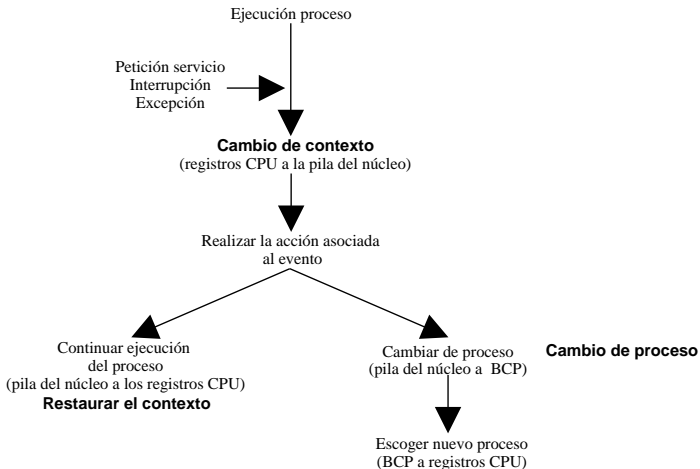 Ejecución proceso
Petición servicio
Interrupción
Excepción
Cambio de contexto
(registros CPU a la pila del núcleo)
Realizar la acción asociada
al evento
Continuar ejecución
del proceso
(pila del núcleo a los registros CPU)
Restaurar el contexto
Cambiar de proceso
(pila del núcleo a BCP)
Cambio de proceso
Escoger nuevo proceso
(BCP a registros CPU)